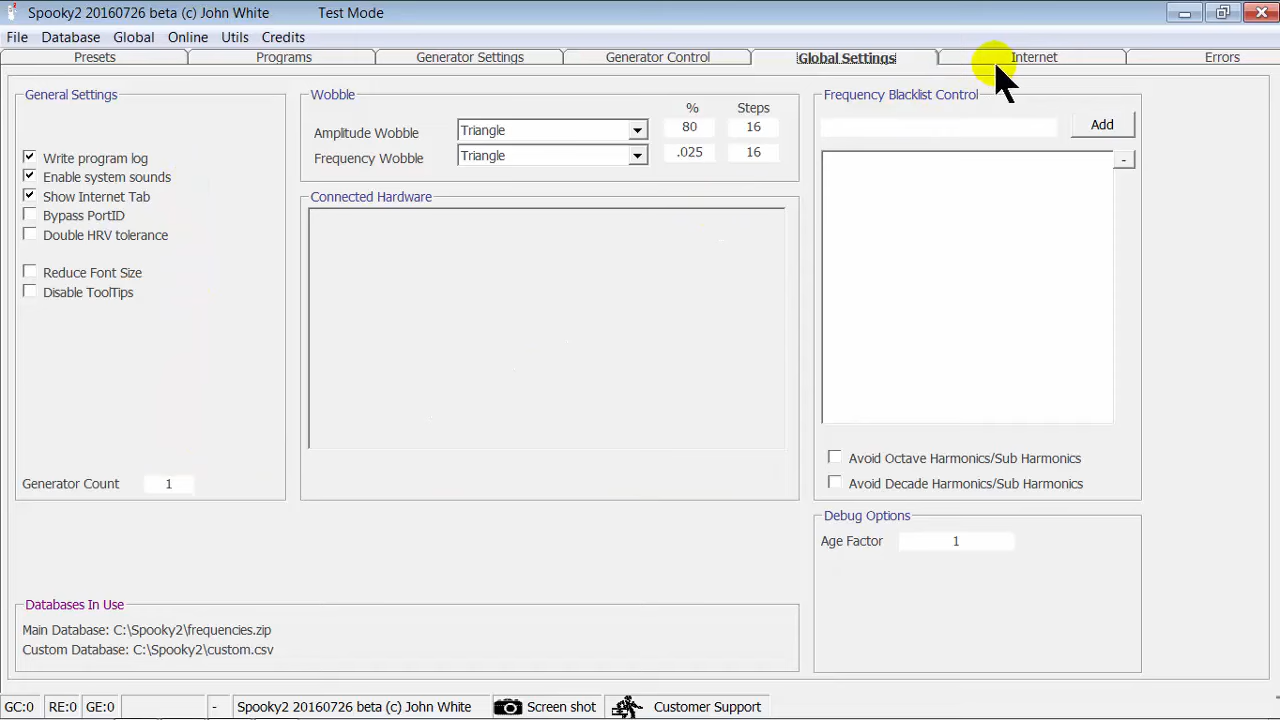 Spooky2 20160726 beta (c) John White Test Mode
File Database Global Online Utils Credits
Presets Programs Generator Settings Generator Control Global Settings Internet Errors
General Settings
Write program log
Enable system sounds
Show Internet Tab
Bypass PortID
Double HRV tolerance
Reduce Font Size
Disable ToolTips
Generator Count 1
Wobble
% Steps
Amplitude Wobble Triangle 80 16
Frequency Wobble Triangle .025 16
Connected Hardware
Frequency Blacklist Control
Add
-
Avoid Octave Harmonics/Sub Harmonics
Avoid Decade Harmonics/Sub Harmonics
Debug Options
Age Factor 1
Databases In Use
Main Database: C:\Spooky2\frequencies.zip
Custom Database: C:\Spooky2\custom.csv
GC:0 RE:0 GE:0 - Spooky2 20160726 beta (c) John White Screen shot Customer Support